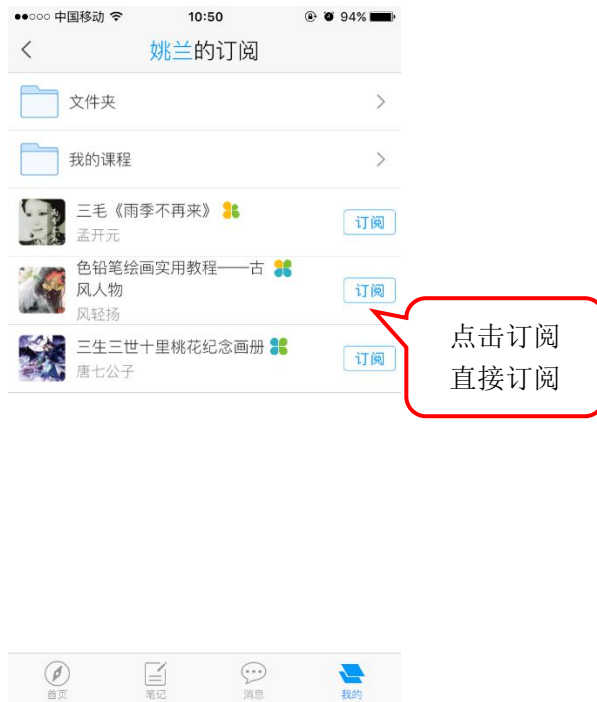 中国移动 10:50 94%
姚兰的订阅
文件夹
我的课程
三毛《雨季不再来》
孟开元
订阅
色铅笔绘画实用教程——古
风人物
风轻扬
订阅
三生三世十里桃花纪念画册
唐七公子
订阅
点击订阅
直接订阅
首页 笔记 消息 我的